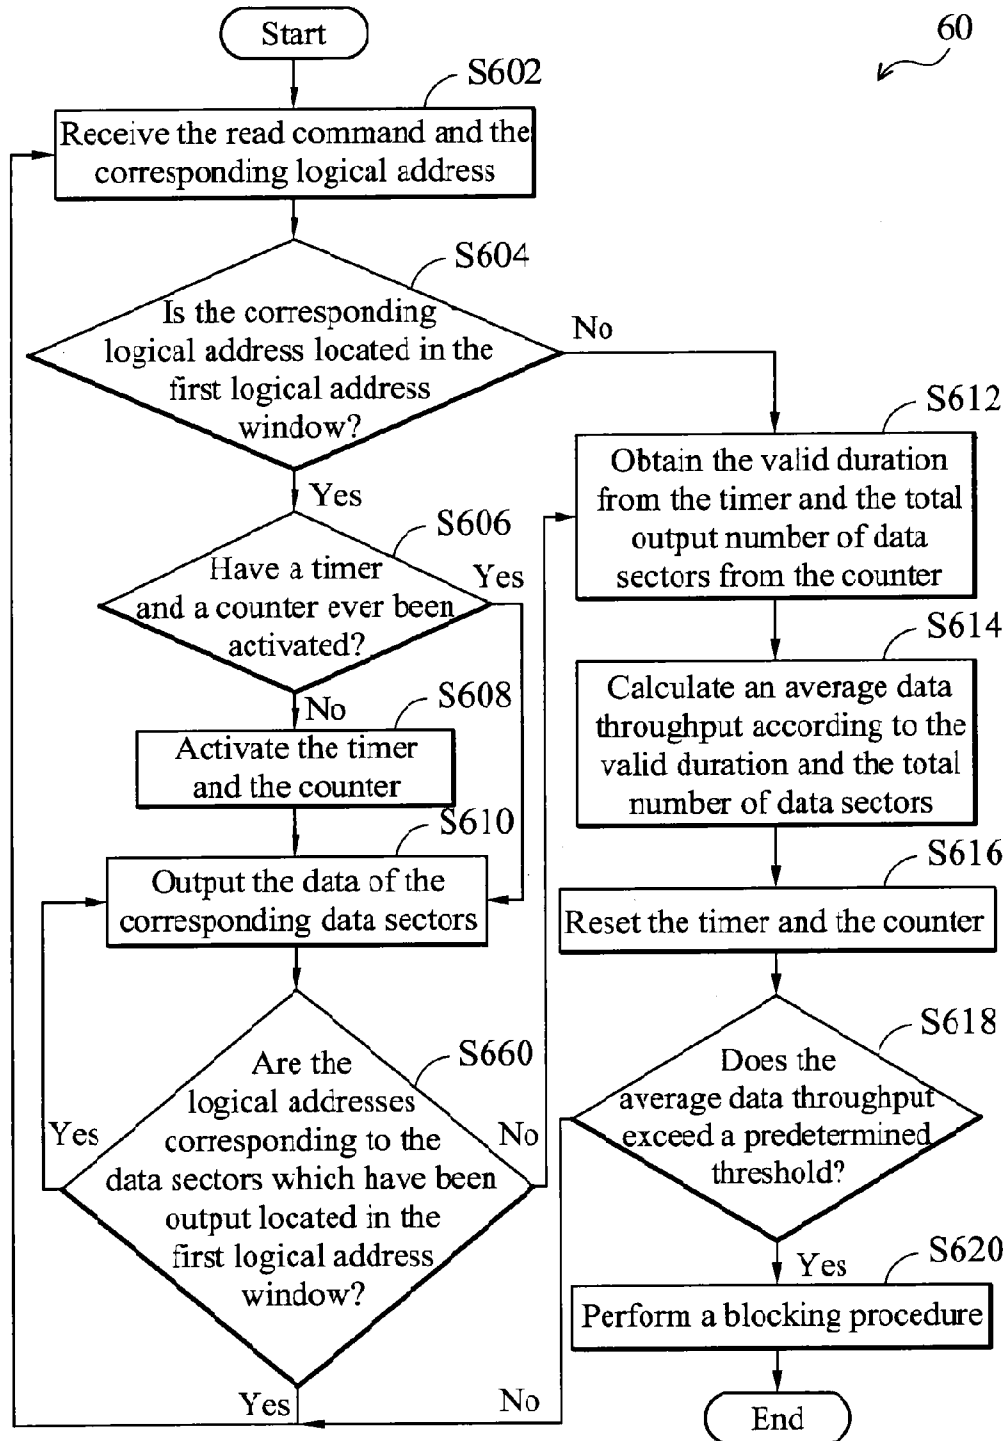 60
Start
S602
Receive the read command and the
corresponding logical address
S604
Is the corresponding
logical address located in the
first logical address
window?
No
Yes
S606
Have a timer
and a counter ever been
activated?
Yes
No
S608
Activate the timer
and the counter
S610
Output the data of the
corresponding data sectors
S660
Are the
logical addresses
corresponding to the
data sectors which have been
output located in the
first logical address
window?
Yes
No
Yes
S612
Obtain the valid duration
from the timer and the total
output number of data
sectors from the counter
S614
Calculate an average data
throughput according to the
valid duration and the total
number of data sectors
S616
Reset the timer and the counter
S618
Does the
average data throughput
exceed a predetermined
threshold?
No
Yes
S620
Perform a blocking procedure
End